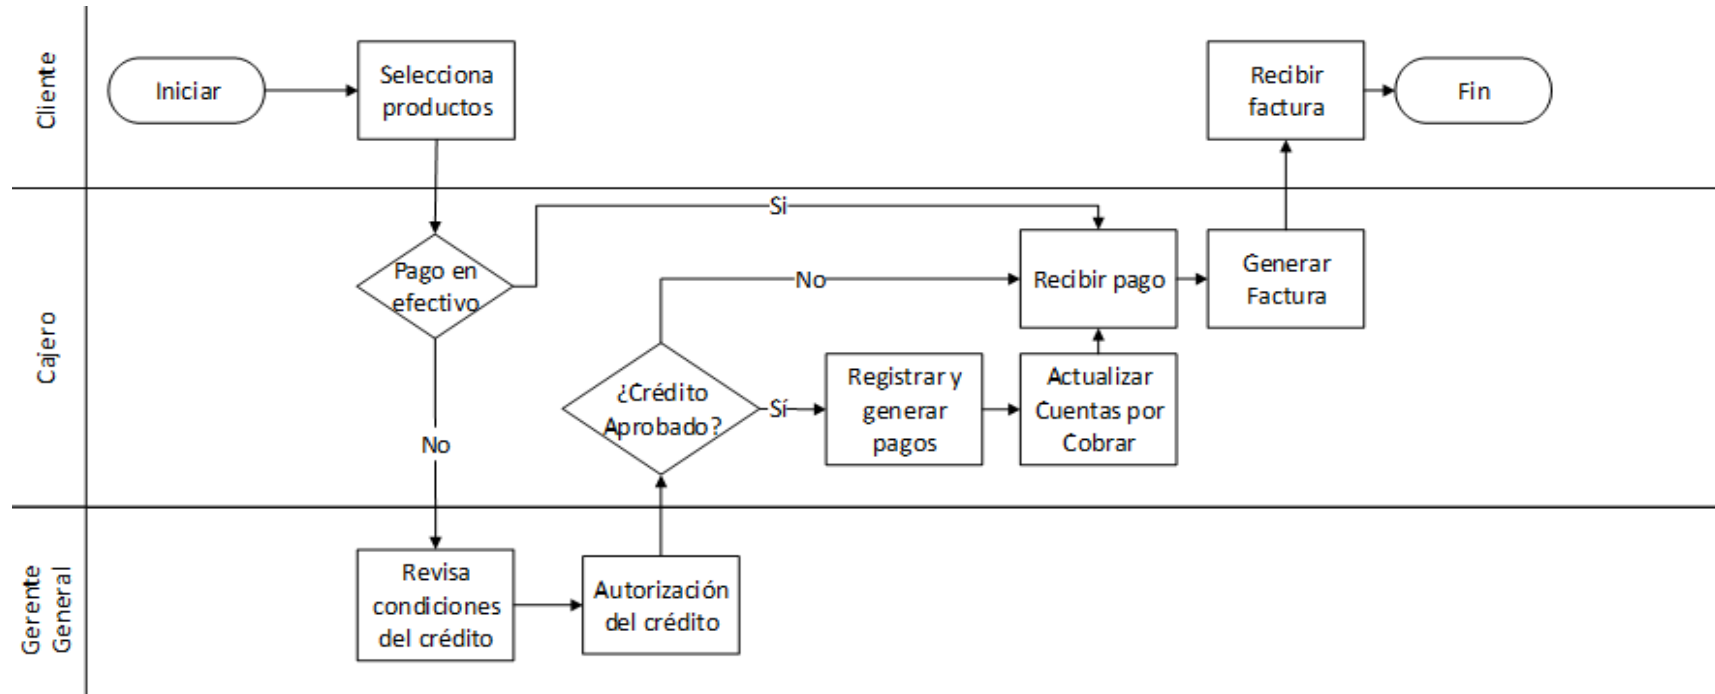 Cliente
Iniciar
Selecciona
productos
Recibir
factura
Fin
Cajero
Pago en
efectivo
Si
No
No
¿Crédito
Aprobado?
Sí
Registrar y
generar
pagos
Actualizar
Cuentas por
Cobrar
Recibir pago
Generar
Factura
Gerente
General
Revisa
condiciones
del crédito
Autorización
del crédito